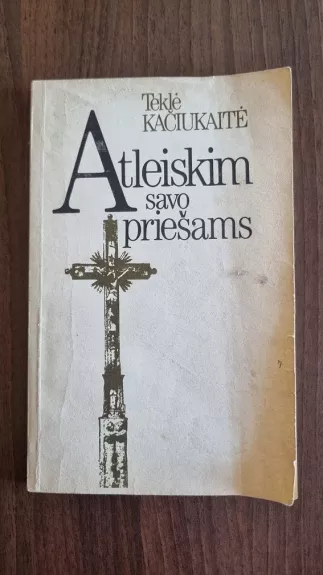 Teklė
KAČIUKAITĖ
Atleiskim
savo
priešams